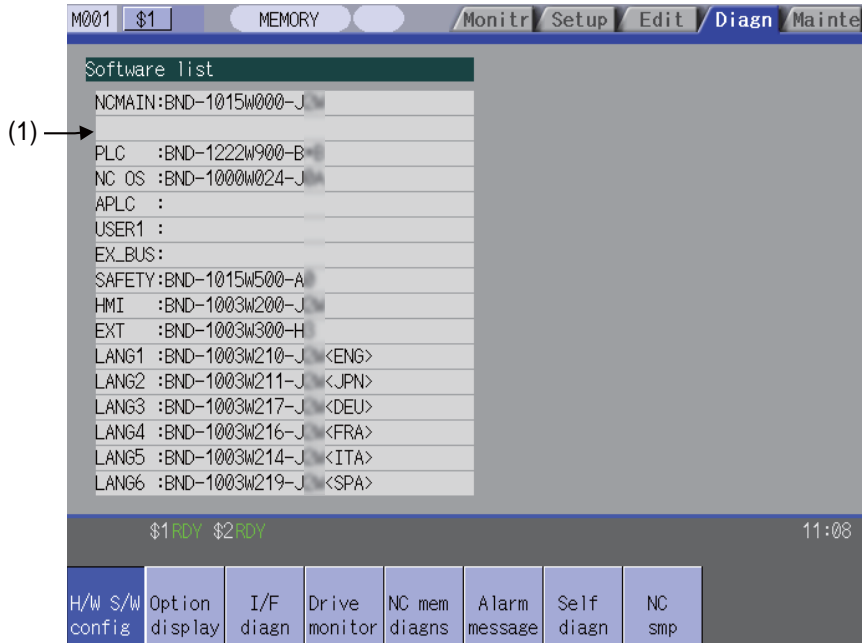 M001 $1 MEMORY Monitr Setup Edit Diagn Mainte
Software list
NCMAIN:BND-1015W000-J
(1)
PLC :BND-1222W900-B
NC OS :BND-1000W024-J
APLC :
USER1 :
EX_BUS:
SAFETY:BND-1015W500-A
HMI :BND-1003W200-J
EXT :BND-1003W300-H
LANG1 :BND-1003W210-J <ENG>
LANG2 :BND-1003W211-J <JPN>
LANG3 :BND-1003W217-J <DEU>
LANG4 :BND-1003W216-J <FRA>
LANG5 :BND-1003W214-J <ITA>
LANG6 :BND-1003W219-J <SPA>
$1RDY $2RDY 11:08
H/W S/W Option I/F Drive NC mem Alarm Self NC
config display diagn monitor diagns message diagn smp